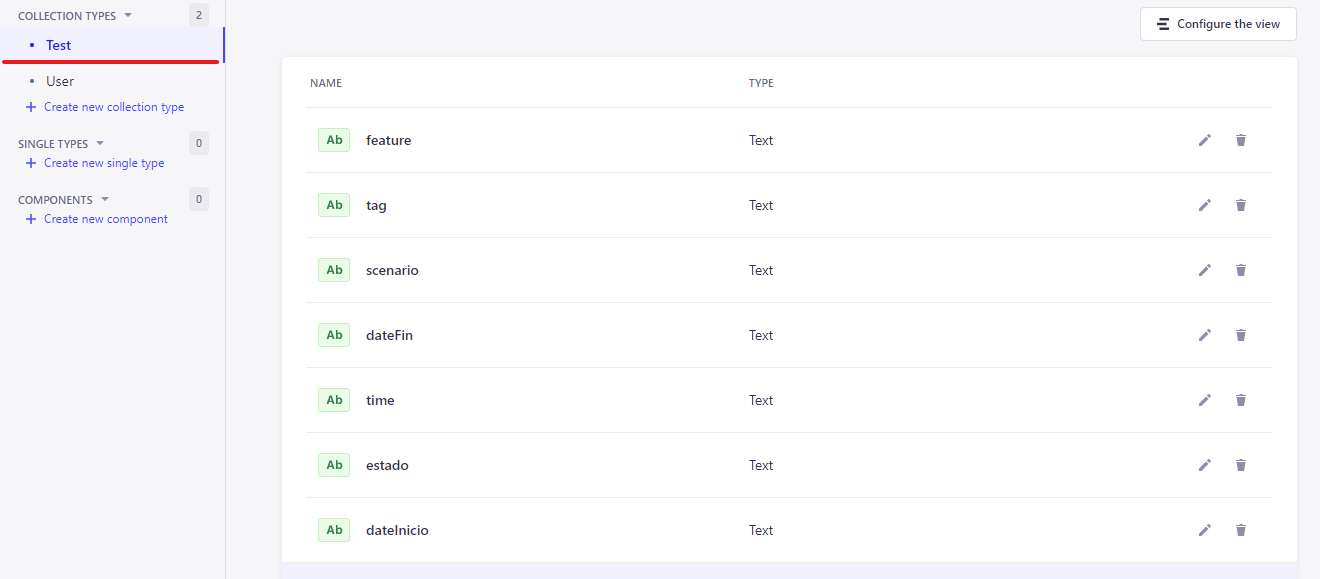 COLLECTION TYPES 2
Test
User
Create new collection type
SINGLE TYPES 0
Create new single type
COMPONENTS 0
Create new component
Configure the view
NAME TYPE
Ab feature Text
Ab tag Text
Ab scenario Text
Ab dateFin Text
Ab time Text
Ab estado Text
Ab dateInicio Text